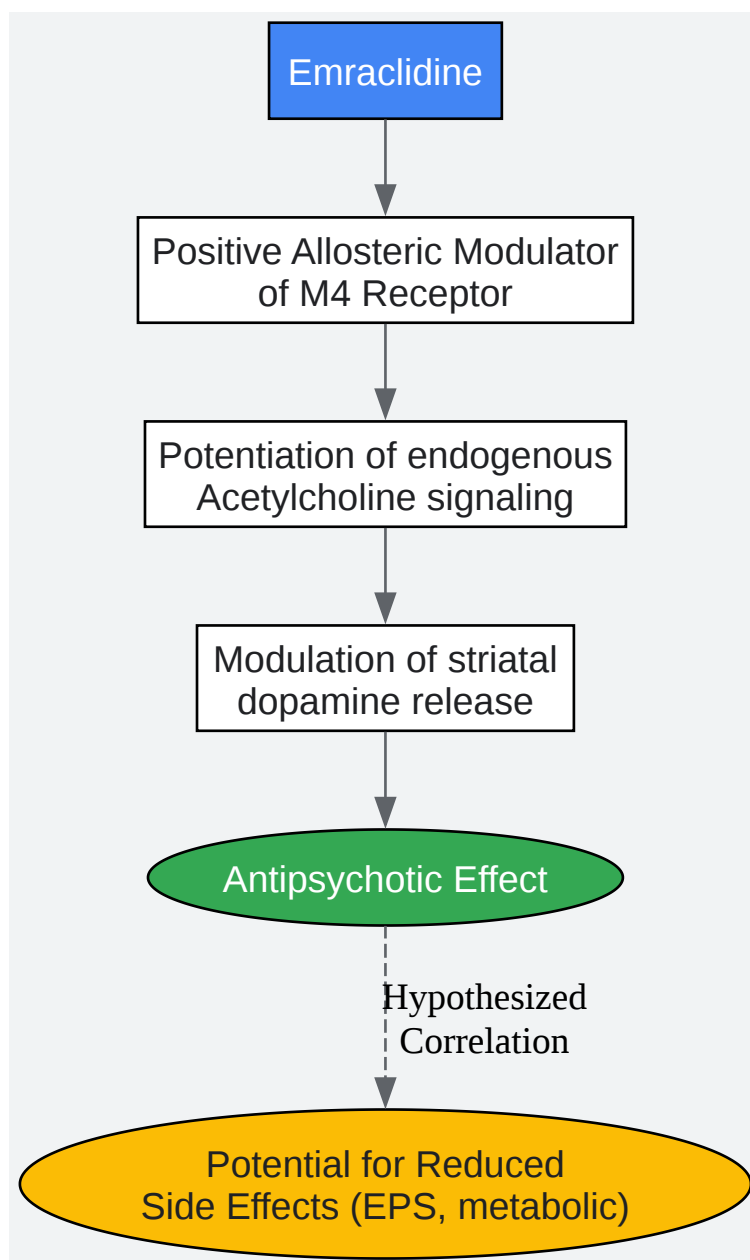 Emraclidine
Positive Allosteric Modulator
of M4 Receptor
Potentiation of endogenous
Acetylcholine signaling
Modulation of striatal
dopamine release
Antipsychotic Effect
Hypothesized
Correlation
Potential for Reduced
Side Effects (EPS, metabolic)